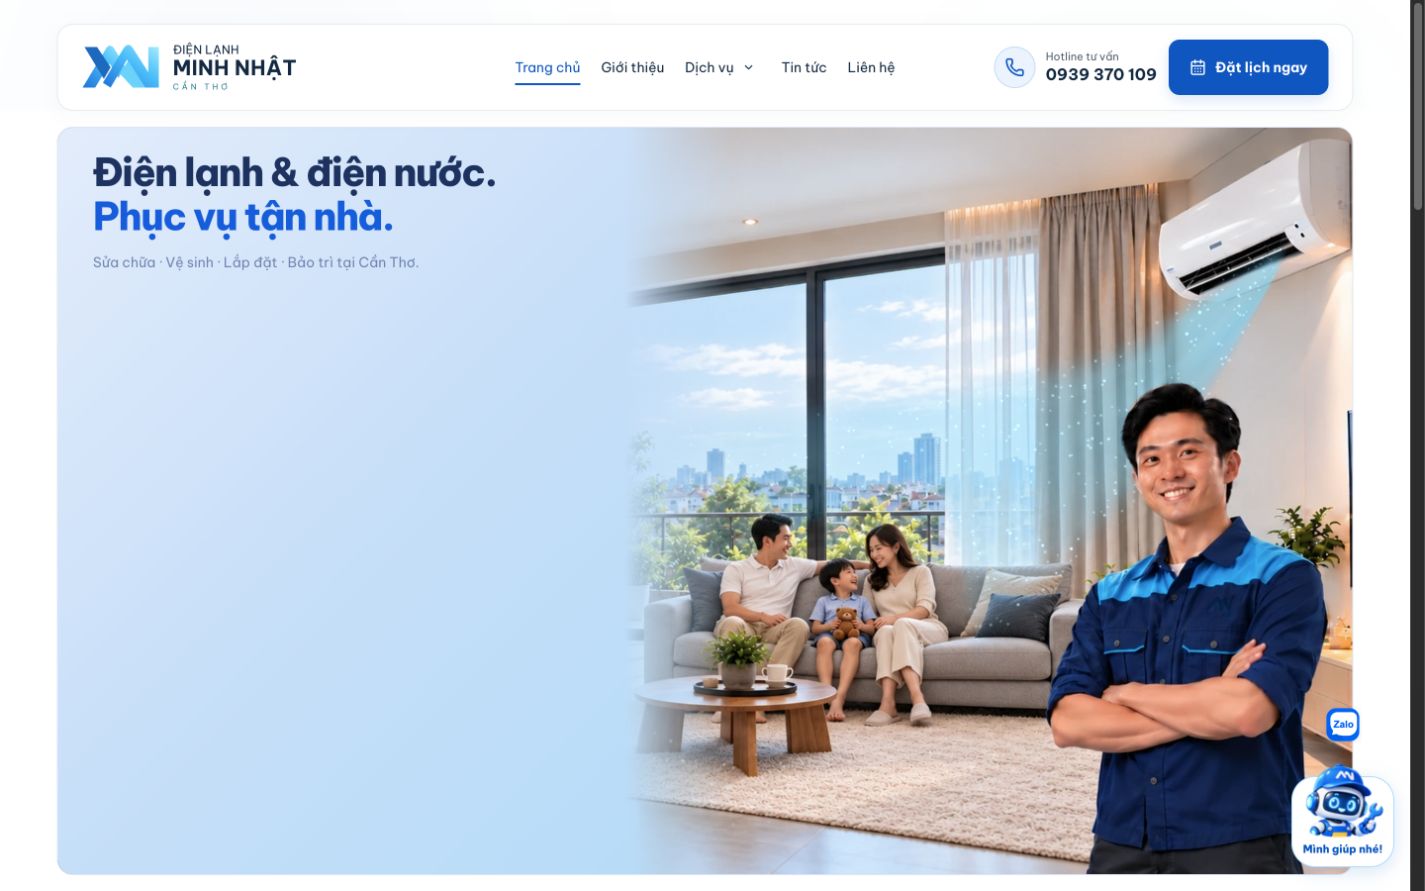 ĐIỆN LẠNH
MINH NHẬT
CẦN THƠ
Trang chủ
Giới thiệu
Dịch vụ
Tin tức
Liên hệ
Hotline tư vấn
0939 370 109
Đặt lịch ngay
Điện lạnh & điện nước.
Phục vụ tận nhà.
Sửa chữa · Vệ sinh · Lắp đặt · Bảo trì tại Cần Thơ.
Zalo
Mình giúp nhé!